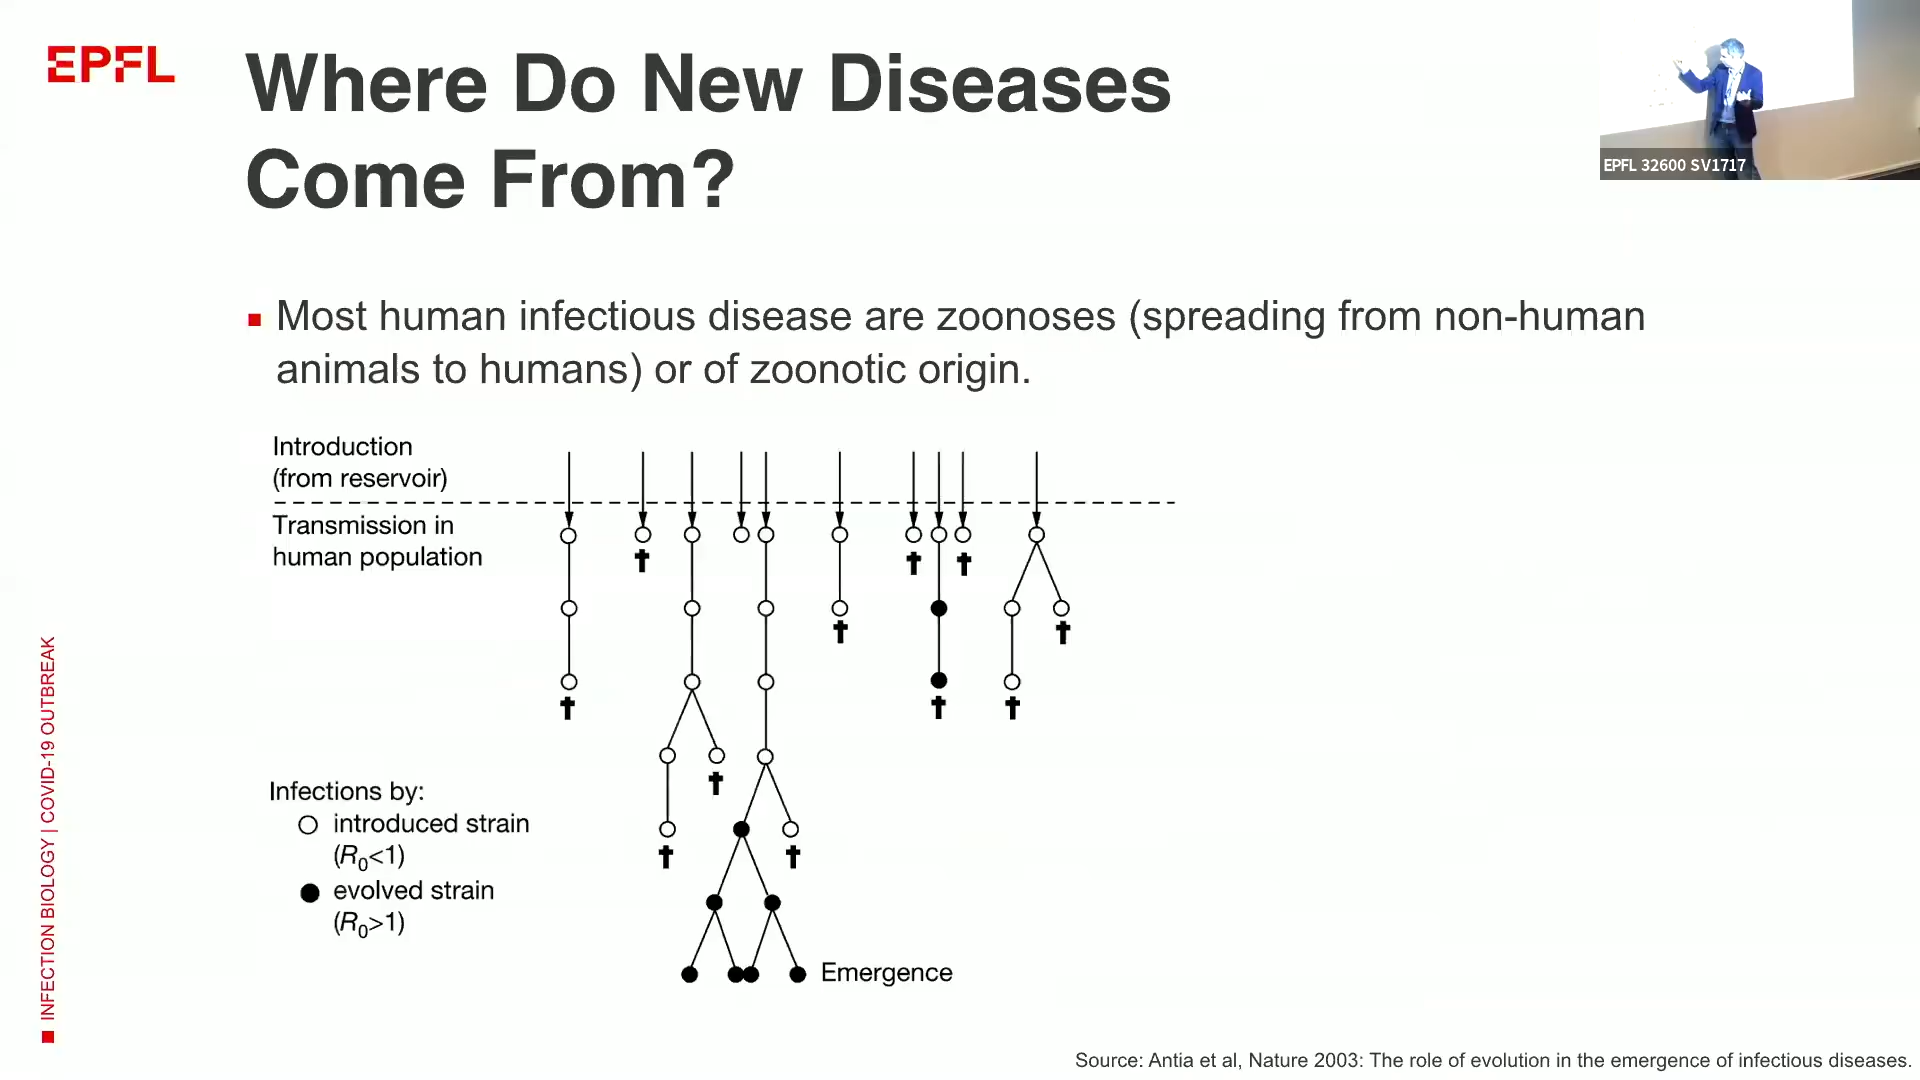 EPFL
Where Do New Diseases
Come From?
EPFL 32600 SV1717
Most human infectious disease are zoonoses (spreading from non-human
animals to humans) or of zoonotic origin.
Introduction
(from reservoir)
Transmission in
human population
Infections by:
introduced strain
(R0<1)
evolved strain
(R0>1)
Emergence
INFECTION BIOLOGY | COVID-19 OUTBREAK
Source: Antia et al, Nature 2003: The role of evolution in the emergence of infectious diseases.